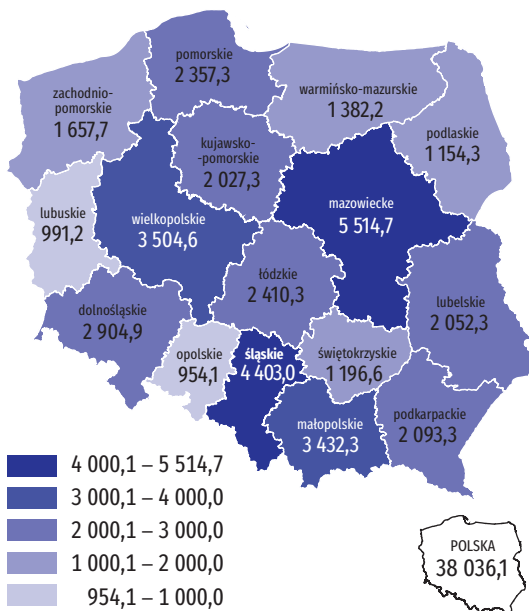 pomorskie
2 357,3
warmińsko-mazurskie
1 382,2
zachodnio-
pomorskie
1 657,7
podlaskie
1 154,3
kujawsko-
-pomorskie
2 027,3
mazowieckie
5 514,7
lubuskie
991,2
wielkopolskie
3 504,6
łódzkie
2 410,3
lubelskie
2 052,3
dolnośląskie
2 904,9
opolskie
954,1
śląskie
4 403,0
świętokrzyskie
1 196,6
małopolskie
3 432,3
podkarpackie
2 093,3
4 000,1 – 5 514,7
3 000,1 – 4 000,0
2 000,1 – 3 000,0
1 000,1 – 2 000,0
954,1 – 1 000,0
POLSKA
38 036,1